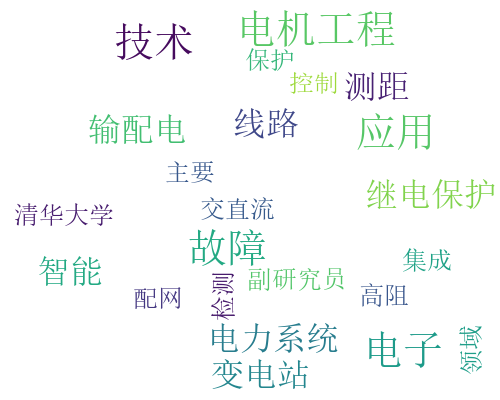 电机工程
技术
保护
控制
测距
输配电
线路
应用
主要
继电保护
清华大学
交直流
故障
智能
集成
检测
副研究员
配网
高阻
电力系统
电子
领域
变电站